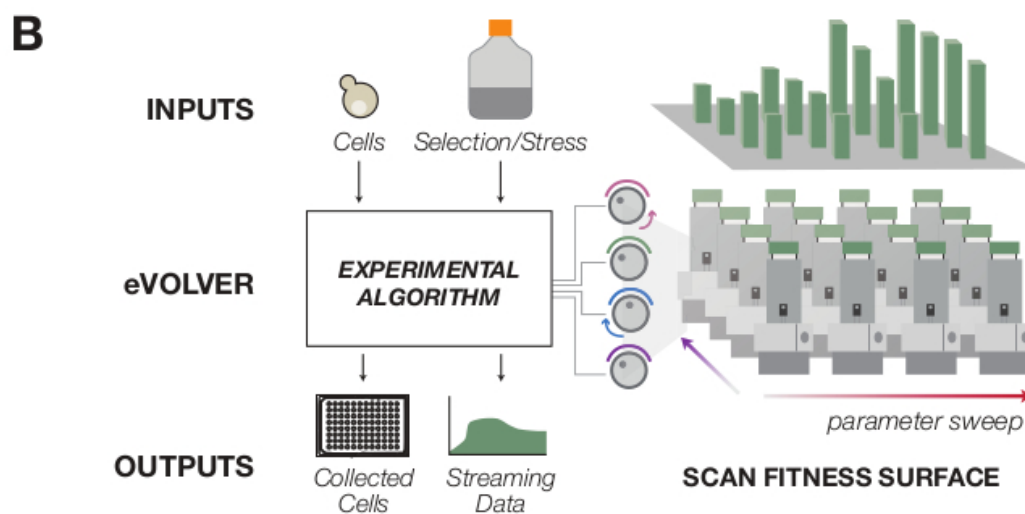 B
INPUTS
Cells
Selection/Stress
eVOLVER
EXPERIMENTAL
ALGORITHM
parameter sweep
OUTPUTS
Collected
Cells
Streaming
Data
SCAN FITNESS SURFACE